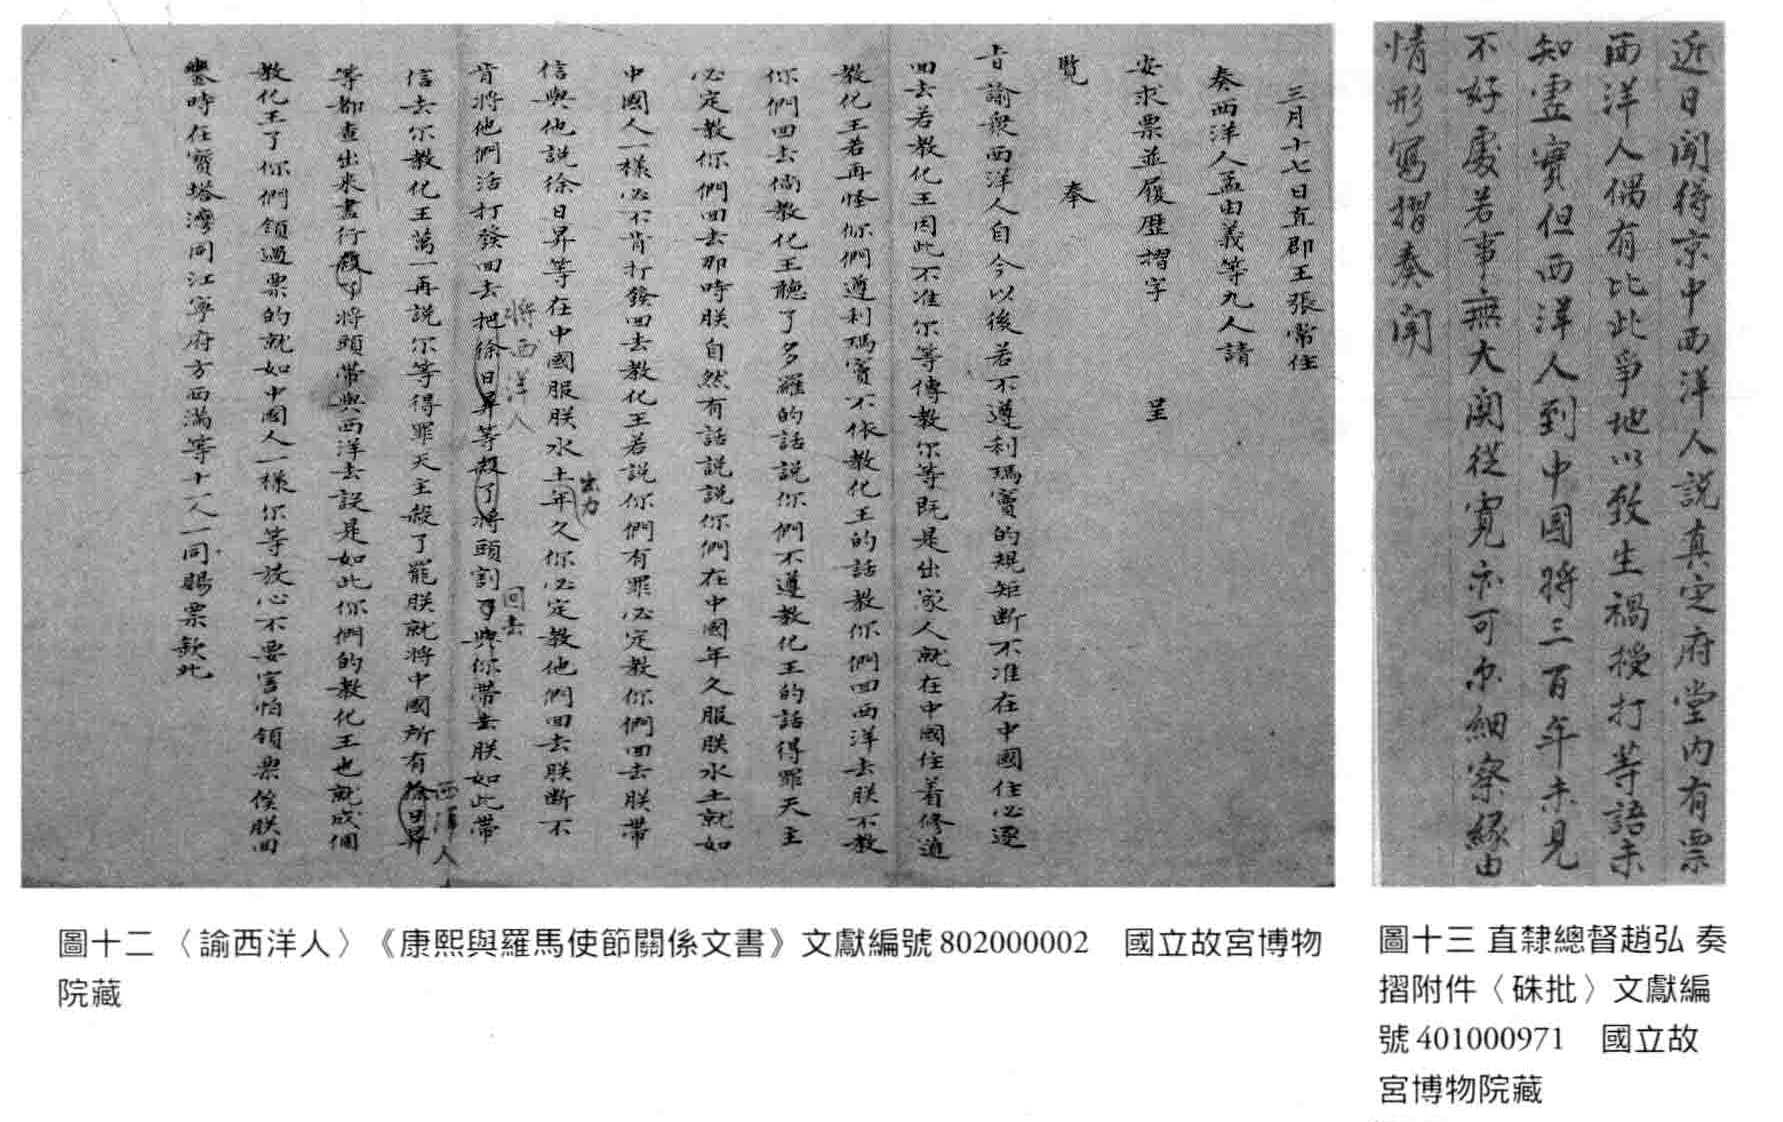 三月十七日直郡王張常住
奏西洋人孟由義等九人請
安求票並履歷摺字
覽 奉 呈
上旨諭衆西洋人自今以後若不遵利瑪竇的規矩斷不准在中國住必逐
回去若教化王因此不准尔等傳教尔等既是出家人就在中國住着修道
教化王若再怪你們遵利瑪竇不依教化王的話教你們回西洋去朕不教
你們回去倘教化王聽了多羅的話說你們不遵教化王的話得罪天主
必定教你們回去那時朕自然有話說說你們在中國年久服朕水土就如
中國人一樣必不肯打發回去教化王若說你們有罪必定教你們回去朕帶
信與他說徐日昇等在中國服朕水土年久你必定教他們回去朕斷不
出力
肯將他們活打發回去把徐日昇等殺了將頭割了與你帶去朕如此帶
將西洋人
回去
信去尔教化王萬一再說尔等得罪天主殺了罷朕就將中國所有徐日昇
西洋人
等都查出來盡行殺了將頭帶與西洋去設是如此你們的教化王也就成個
教化王了你們領過票的就如中國人一樣尔等放心不要害怕領票俟朕回
鑾時在寶塔灣同江寧府方西滿等十一人一同賜票欽此
圖十二 〈諭西洋人〉《康熙與羅馬使節關係文書》文獻編號802000002 國立故宮博物
院藏
近日聞得京中西洋人說真定府堂內有票
西洋人偶有比此爭地以致生禍授打等語未
知虛實但西洋人到中國將三百年未見
不好處若事無大関從寬亦可尔細察緣由
情形寫摺奏聞
圖十三 直隸總督趙弘 奏
摺附件〈硃批〉文獻編
號401000971 國立故
宮博物院藏